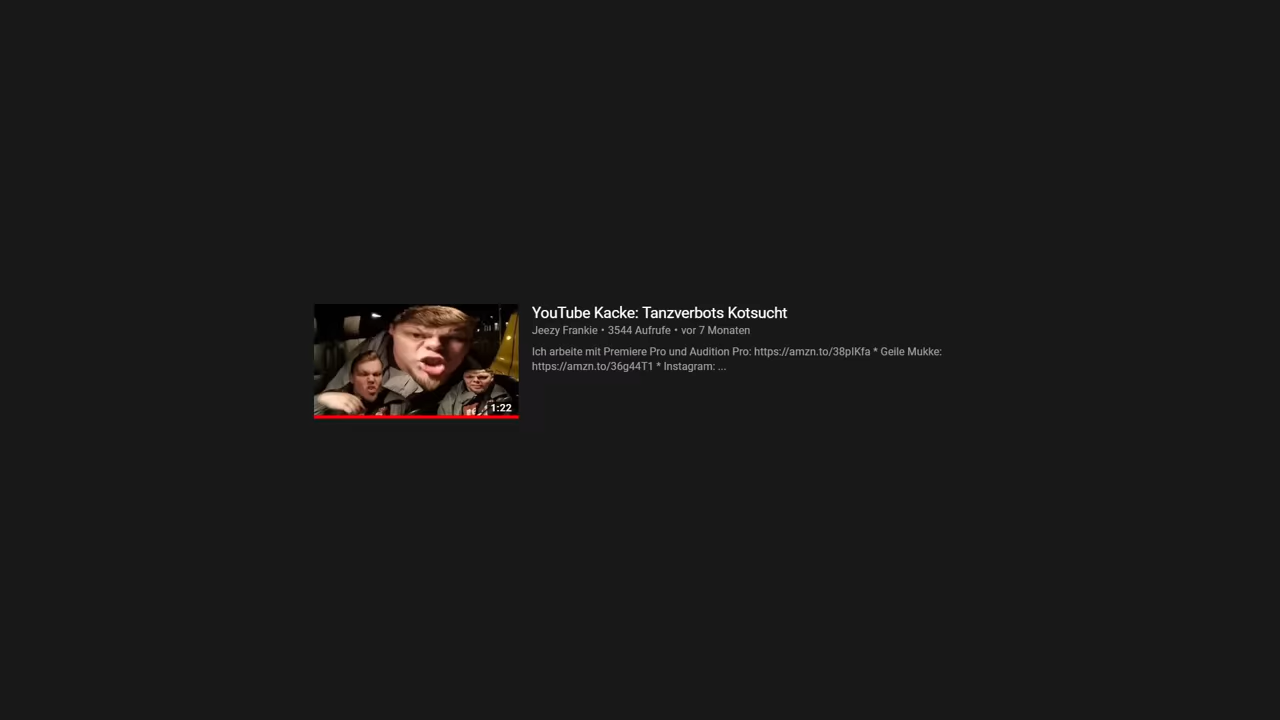 YouTube Kacke: Tanzverbots Kotsucht
Jeezy Frankie • 3544 Aufrufe • vor 7 Monaten
Ich arbeite mit Premiere Pro und Audition Pro: https://amzn.to/38pIKfa * Geile Mukke:
https://amzn.to/36g44T1 * Instagram: ...
1:22